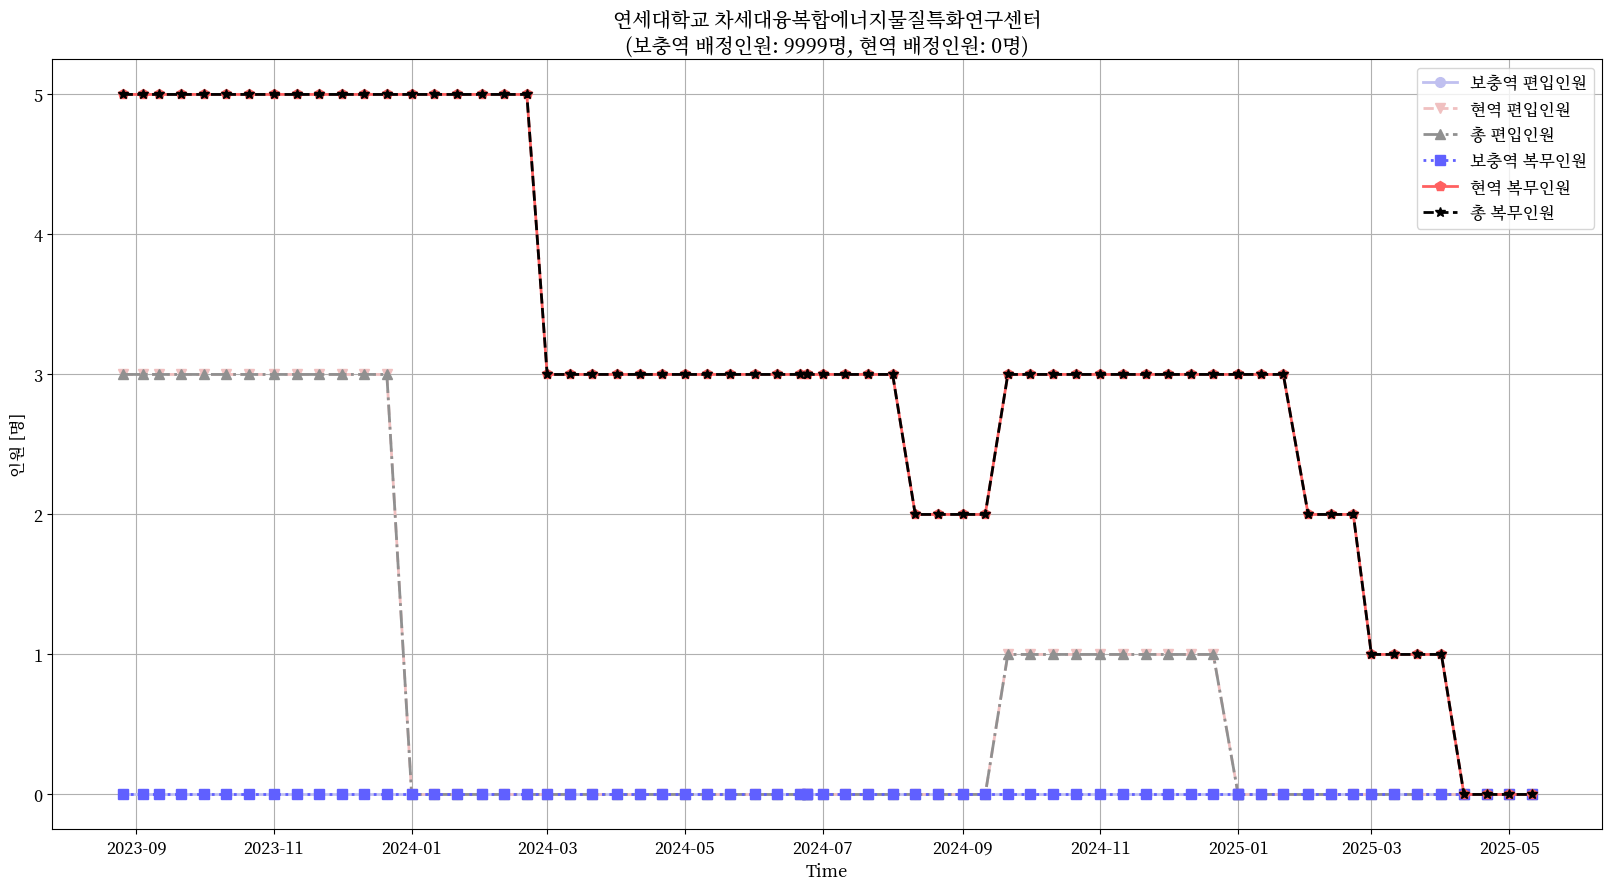 연세대학교 차세대융복합에너지물질특화연구센터
(보충역 배정인원: 9999명, 현역 배정인원: 0명)
보충역 편입인원
현역 편입인원
총 편입인원
보충역 복무인원
현역 복무인원
총 복무인원
인원 [명]
5
4
3
2
1
0
2023-09 2023-11 2024-01 2024-03 2024-05 2024-07 2024-09 2024-11 2025-01 2025-03 2025-05
Time